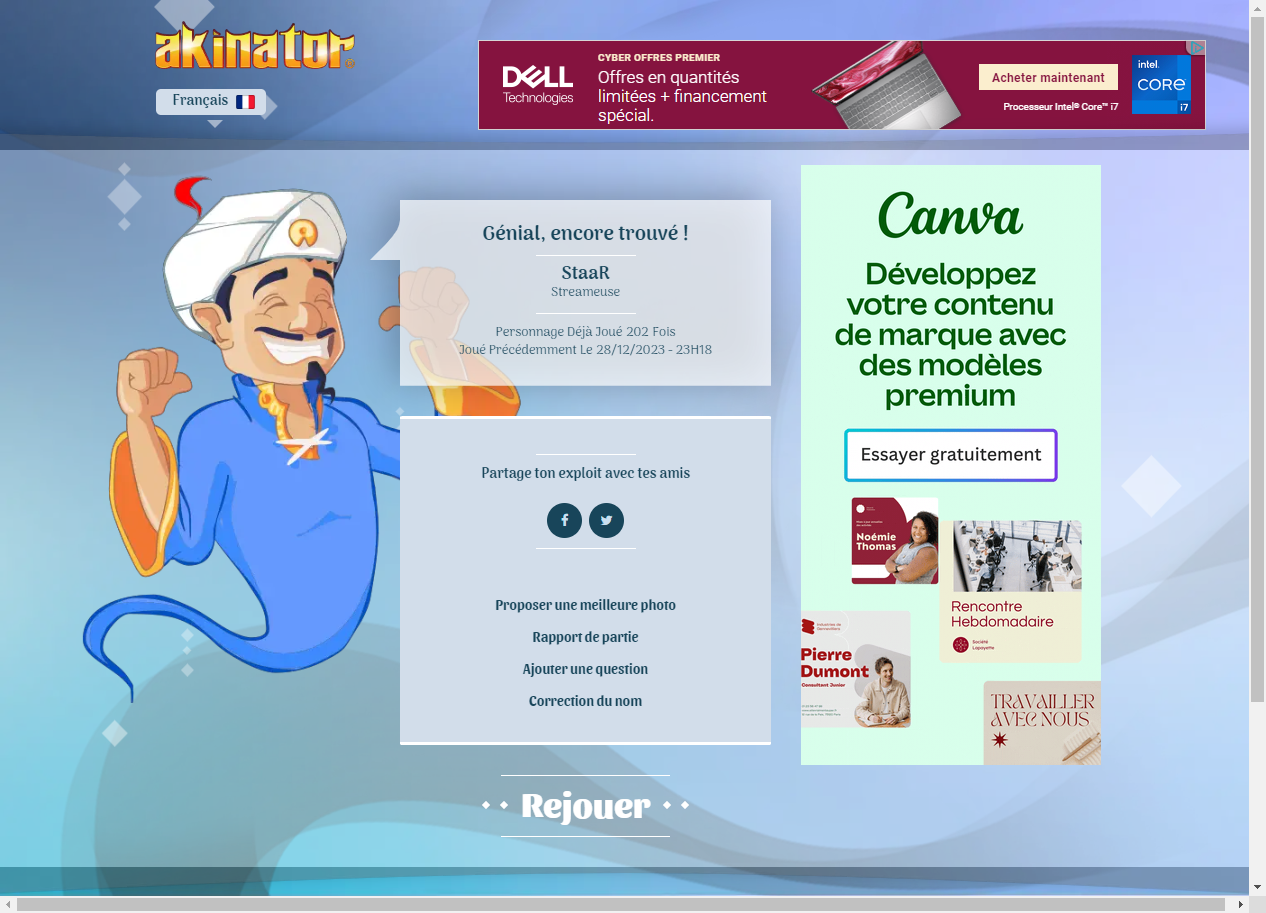 akinator
Français
DELL
Technologies
CYBER OFFRES PREMIER
Offres en quantités
limitées + financement
spécial.
Acheter maintenant
Processeur Intel® Core™ i7
intel.
CORE
i7
Génial, encore trouvé !
StaaR
Streameuse
Personnage Déjà Joué 202 Fois
Joué Précédemment Le 28/12/2023 - 23H18
Partage ton exploit avec tes amis
Proposer une meilleure photo
Rapport de partie
Ajouter une question
Correction du nom
Rejouer
Canva
Développez
votre contenu
de marque avec
des modèles
premium
Essayer gratuitement
Noémie
Thomas
Rencontre
Hebdomadaire
Société
Lapayette
Pierre
Dumont
Consultant Junior
TRAVAILLER
AVEC NOUS